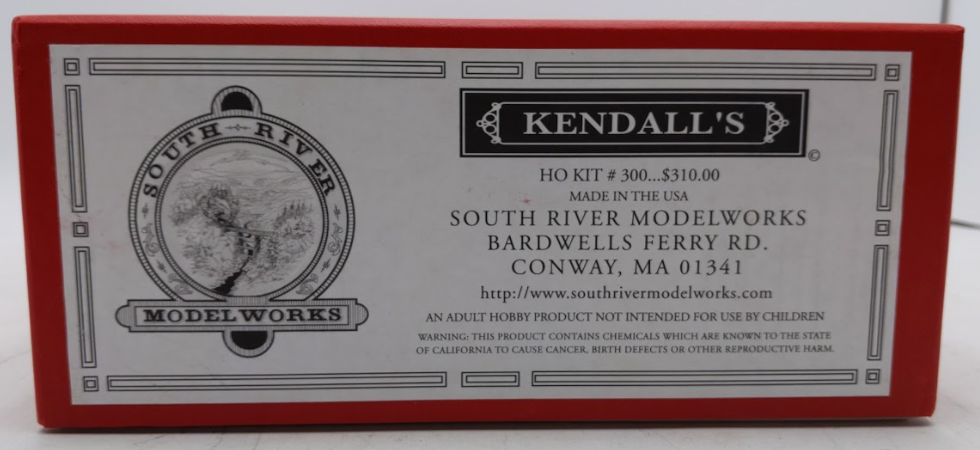 SOUTH RIVER
MODELWORKS
KENDALL'S
©
HO KIT # 300...$310.00
MADE IN THE USA
SOUTH RIVER MODELWORKS
BARDWELLS FERRY RD.
CONWAY, MA 01341
http://www.southrivermodelworks.com
AN ADULT HOBBY PRODUCT NOT INTENDED FOR USE BY CHILDREN
WARNING: THIS PRODUCT CONTAINS CHEMICALS WHICH ARE KNOWN TO THE STATE
OF CALIFORNIA TO CAUSE CANCER, BIRTH DEFECTS OR OTHER REPRODUCTIVE HARM.